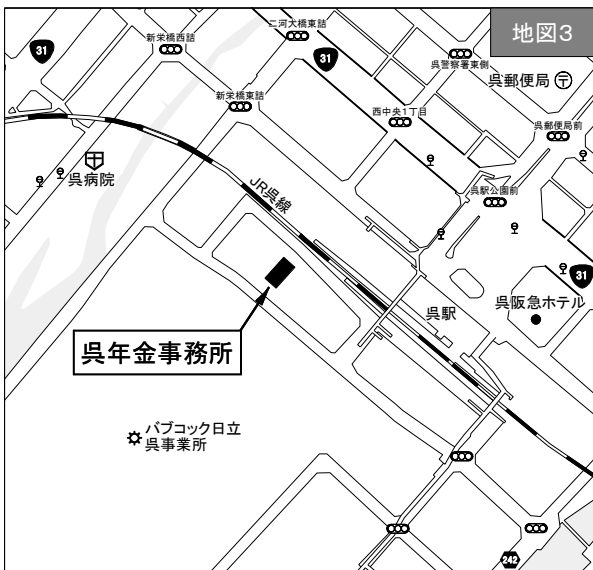 地図3
二河大橋東詰
新栄橋西詰
31
31
呉警察署東側
呉郵便局
新栄橋東詰
西中央1丁目
呉郵便局前
呉病院
JR呉線
呉駅公園前
31
呉駅
呉阪急ホテル
呉年金事務所
バブコック日立
呉事業所
242